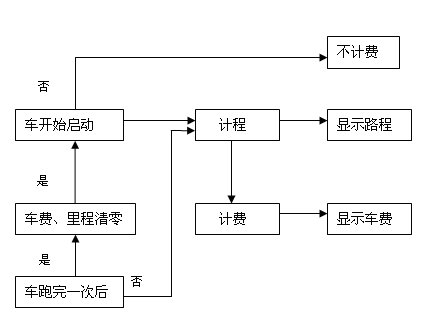 不计费
否
车开始启动
计程
显示路程
是
车费、里程清零
计费
显示车费
是
否
车跑完一次后